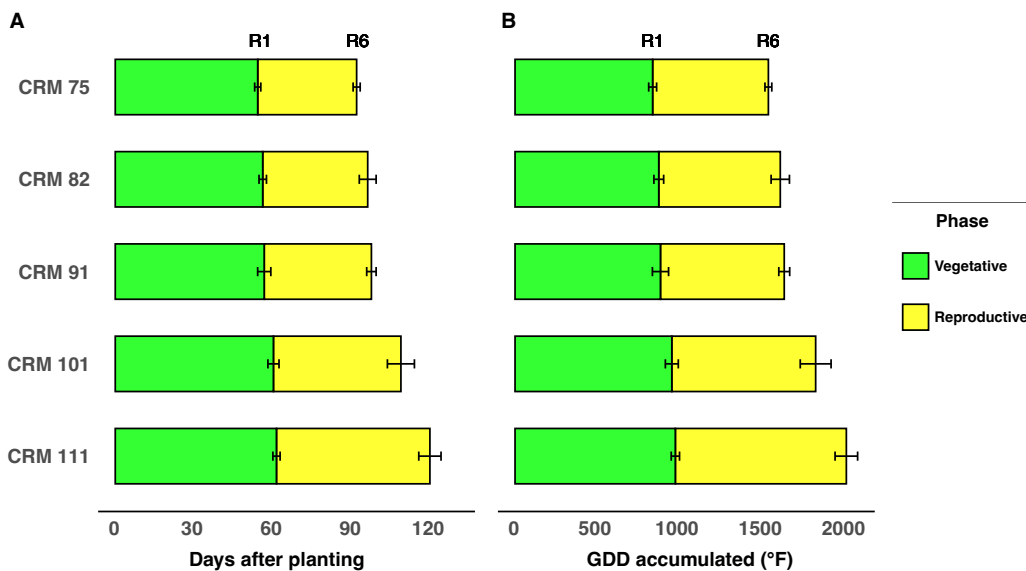 A
B
R1
R6
R1
R6
CRM 75
CRM 82
CRM 91
CRM 101
CRM 111
0
30
60
90
120
0
500
1000
1500
2000
Days after planting
GDD accumulated (°F)
Phase
Vegetative
Reproductive